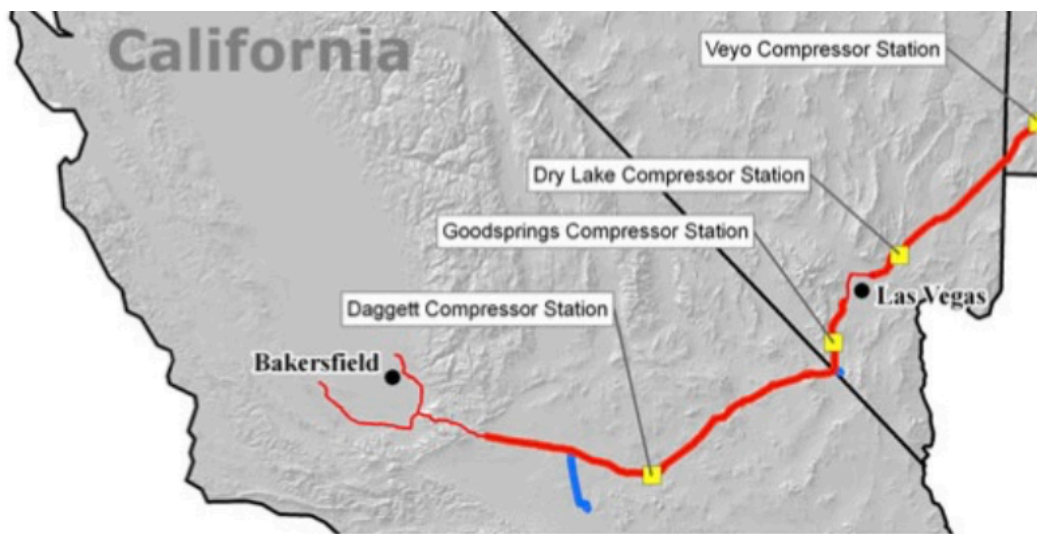 California
Veyo Compressor Station
Dry Lake Compressor Station
Goodsprings Compressor Station
Las Vegas
Daggett Compressor Station
Bakersfield